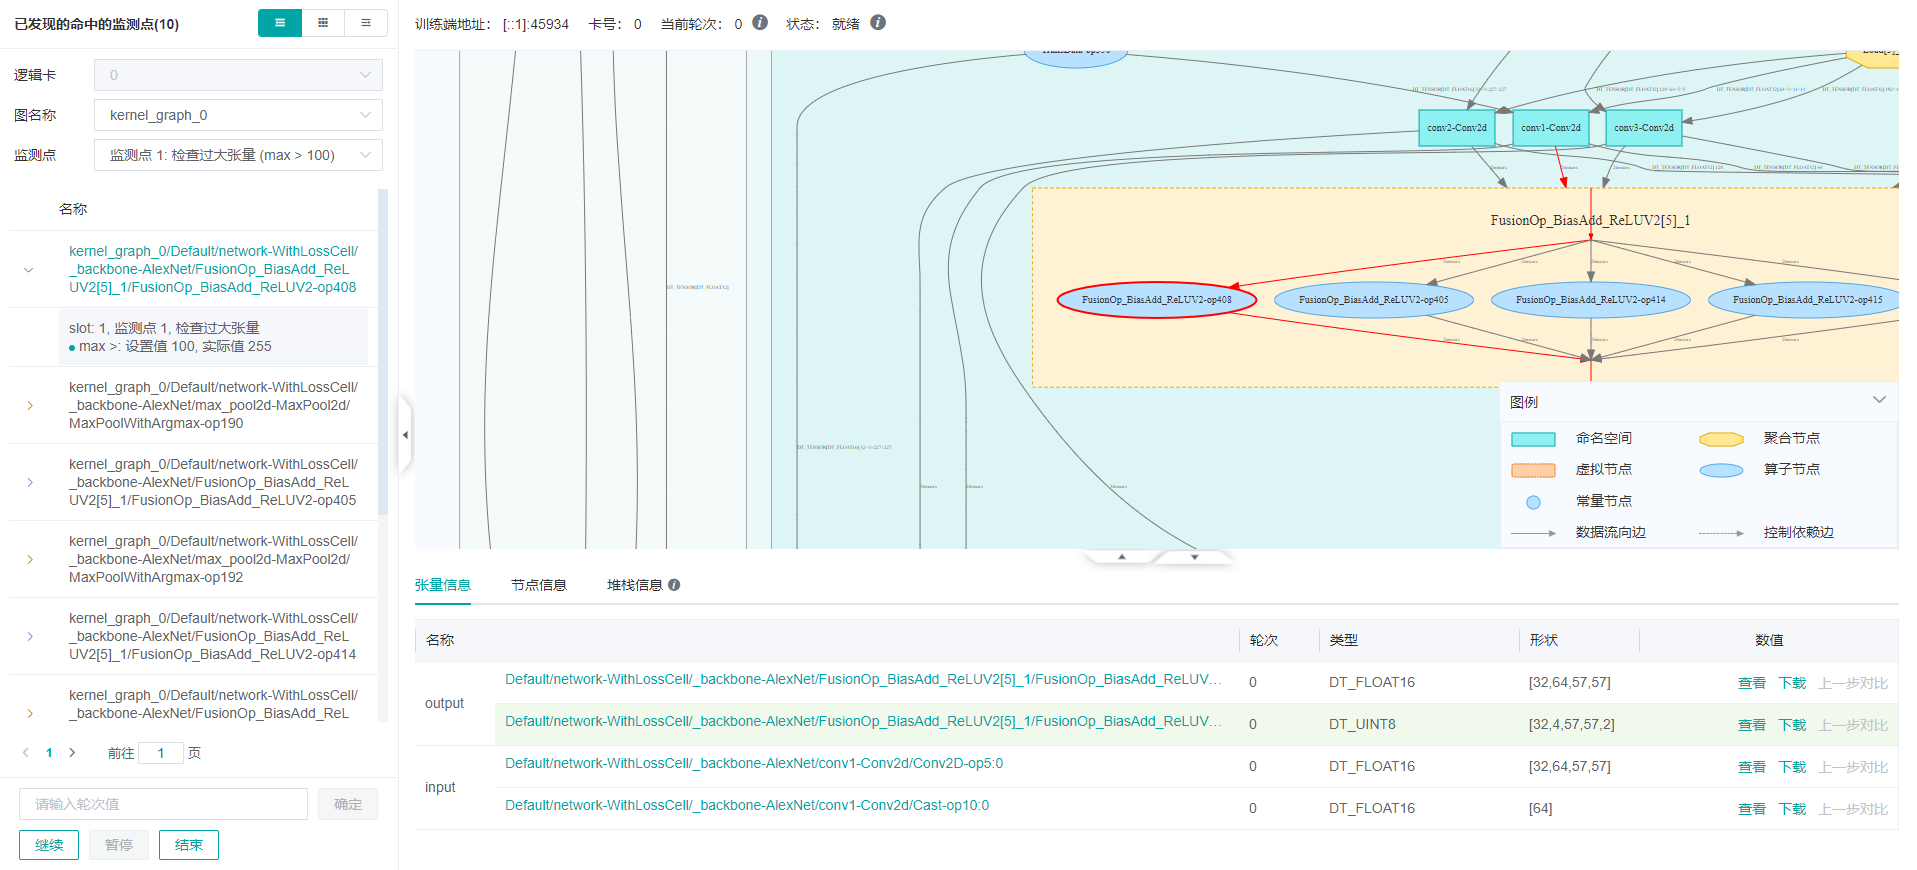 已发现的命中的监测点(10)
逻辑卡
0
图名称
kernel_graph_0
监测点
监测点 1: 检查过大张量 (max > 100)
名称
kernel_graph_0/Default/network-WithLossCell/
_backbone-AlexNet/FusionOp_BiasAdd_ReL
UV2[5]_1/FusionOp_BiasAdd_ReLUV2-op408
slot: 1, 监测点 1, 检查过大张量
max >: 设置值 100, 实际值 255
kernel_graph_0/Default/network-WithLossCell/
_backbone-AlexNet/max_pool2d-MaxPool2d/
MaxPoolWithArgmax-op190
kernel_graph_0/Default/network-WithLossCell/
_backbone-AlexNet/FusionOp_BiasAdd_ReL
UV2[5]_1/FusionOp_BiasAdd_ReLUV2-op405
kernel_graph_0/Default/network-WithLossCell/
_backbone-AlexNet/max_pool2d-MaxPool2d/
MaxPoolWithArgmax-op192
kernel_graph_0/Default/network-WithLossCell/
_backbone-AlexNet/FusionOp_BiasAdd_ReL
UV2[5]_1/FusionOp_BiasAdd_ReLUV2-op414
kernel_graph_0/Default/network-WithLossCell/
_backbone-AlexNet/FusionOp_BiasAdd_ReL
1
前往 1 页
请输入轮次值
确定
继续 暂停 结束
训练端地址： [::1]:45934 卡号： 0 当前轮次： 0 状态： 就绪
conv2-Conv2d conv1-Conv2d conv3-Conv2d
FusionOp_BiasAdd_ReLUV2[5]_1
FusionOp_BiasAdd_ReLUV2-op408 FusionOp_BiasAdd_ReLUV2-op405 FusionOp_BiasAdd_ReLUV2-op414 FusionOp_BiasAdd_ReLUV2-op415
DT_TENSOR[DT_FLOAT32]
图例
命名空间 聚合节点
虚拟节点 算子节点
常量节点
数据流向边 控制依赖边
张量信息 节点信息 堆栈信息
名称 轮次 类型 形状 数值
output
Default/network-WithLossCell/_backbone-AlexNet/FusionOp_BiasAdd_ReLUV2[5]_1/FusionOp_BiasAdd_ReLUV... 0 DT_FLOAT16 [32,64,57,57] 查看 下载 上一步对比
Default/network-WithLossCell/_backbone-AlexNet/FusionOp_BiasAdd_ReLUV2[5]_1/FusionOp_BiasAdd_ReLUV... 0 DT_UINT8 [32,4,57,57,2] 查看 下载 上一步对比
input
Default/network-WithLossCell/_backbone-AlexNet/conv1-Conv2d/Conv2D-op5:0 0 DT_FLOAT16 [32,64,57,57] 查看 下载 上一步对比
Default/network-WithLossCell/_backbone-AlexNet/conv1-Conv2d/Cast-op10:0 0 DT_FLOAT16 [64] 查看 下载 上一步对比